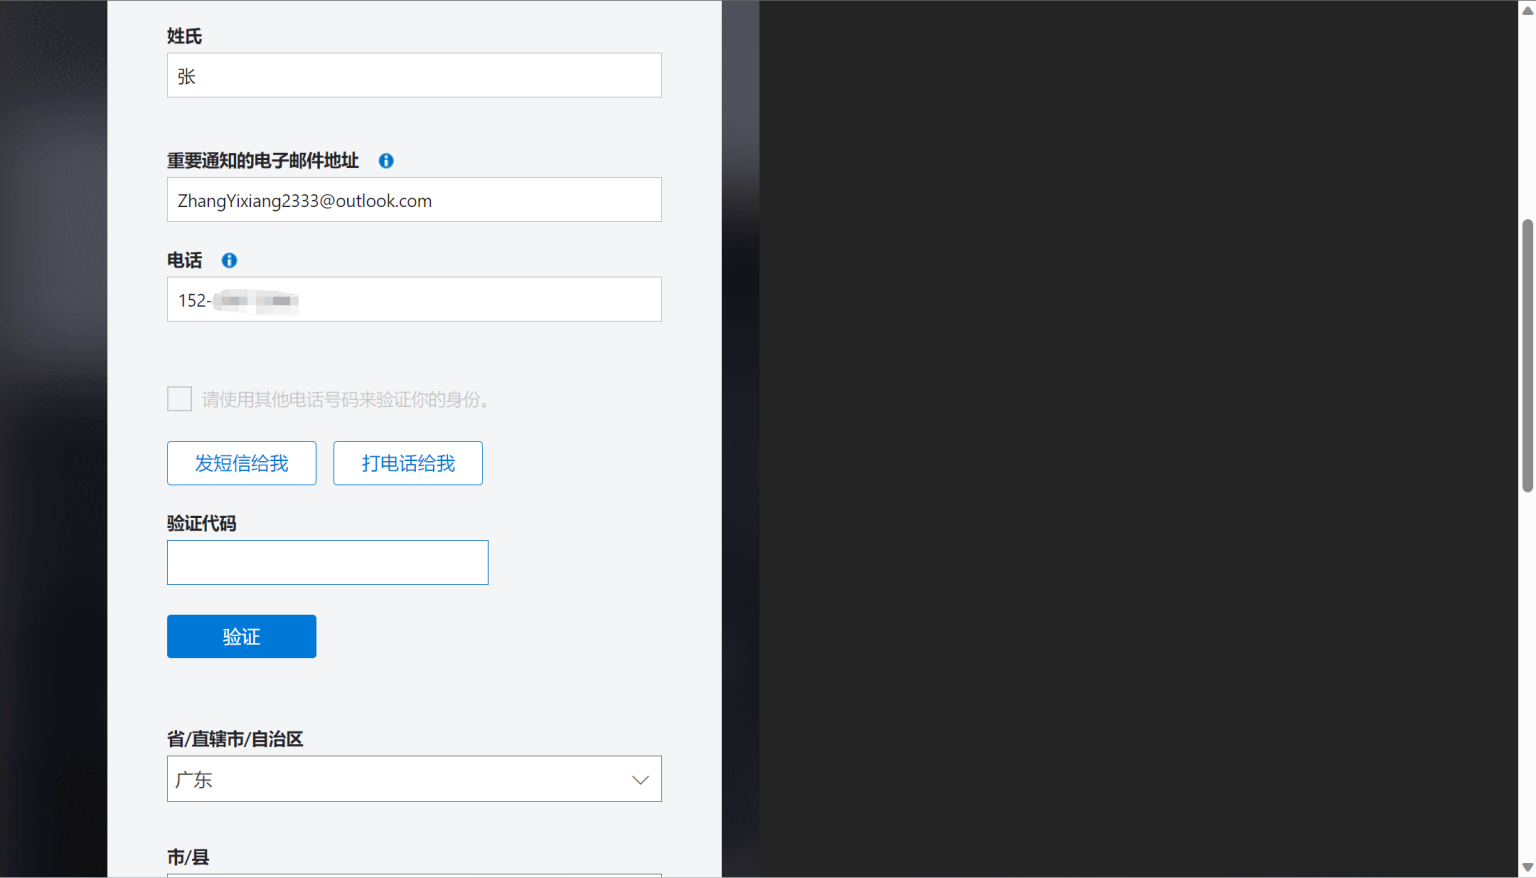 姓氏
张
重要通知的电子邮件地址
ZhangYixiang2333@outlook.com
电话
152-
请使用其他电话号码来验证你的身份。
发短信给我
打电话给我
验证代码
验证
省/直辖市/自治区
广东
市/县